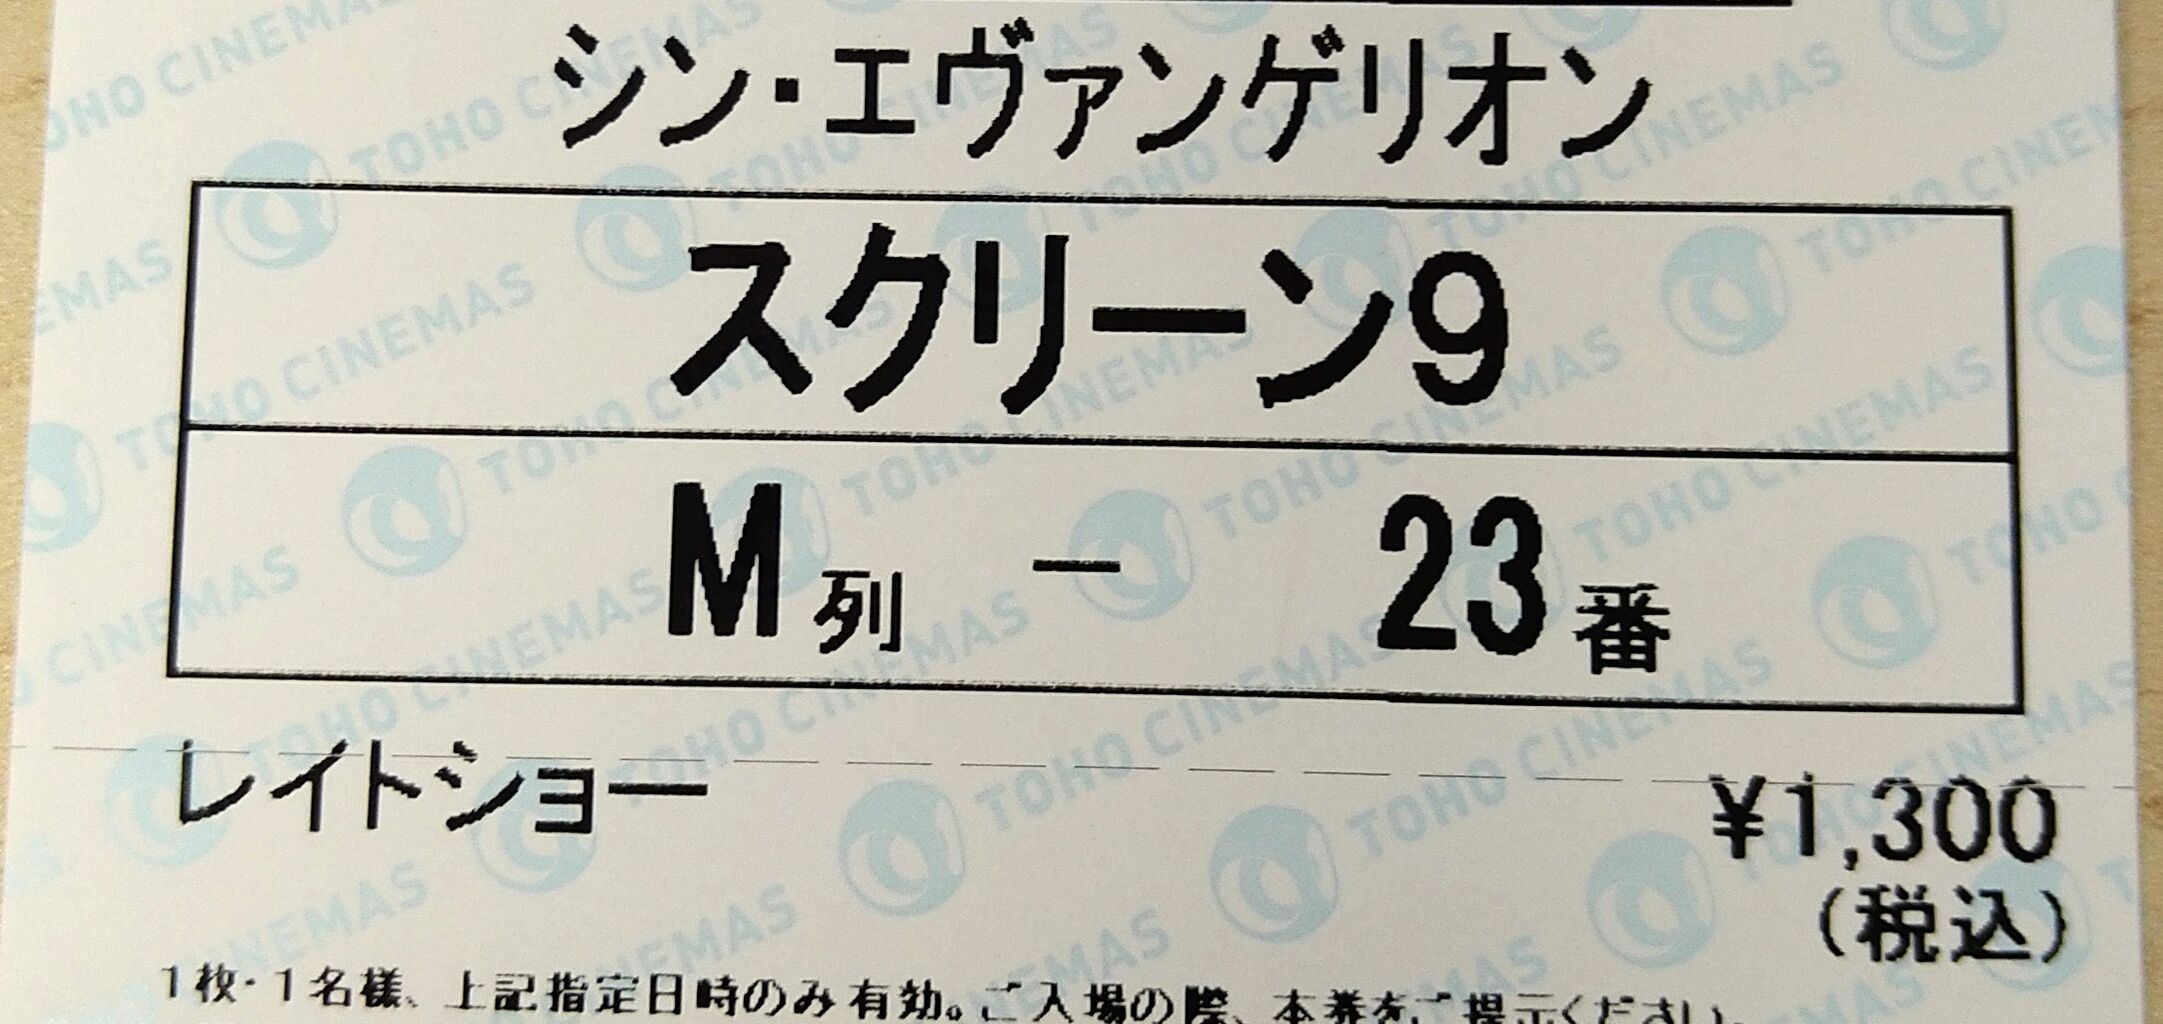 シン・エヴァンゲリオン
スクリーン9
M列 － 23番
レイトショー
¥1,300
(税込)
1枚・1名様、上記指定日時のみ有効。ご入場の際、本券をご提示ください。
TOHO CINEMAS